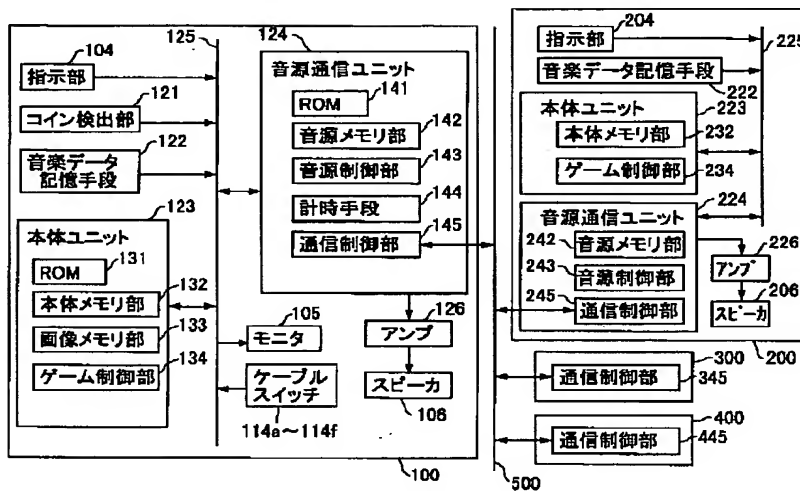 104
指示部
121
コイン検出部
122
音楽データ
記憶手段
123
本体ユニット
ROM
131
本体メモリ部
132
画像メモリ部
133
ゲーム制御部
134
125
124
音源通信ユニット
ROM
141
音源メモリ部
142
音源制御部
143
計時手段
144
通信制御部
145
105
モニタ
ケーブル
スイッチ
114a～114f
126
アンプ
スピーカ
106
100
500
204
指示部
225
音楽データ記憶手段
222
本体ユニット
223
本体メモリ部
232
ゲーム制御部
234
224
音源通信ユニット
242
音源メモリ部
243
音源制御部
245
通信制御部
226
アンプ
206
スピーカ
200
300
通信制御部
345
400
通信制御部
445